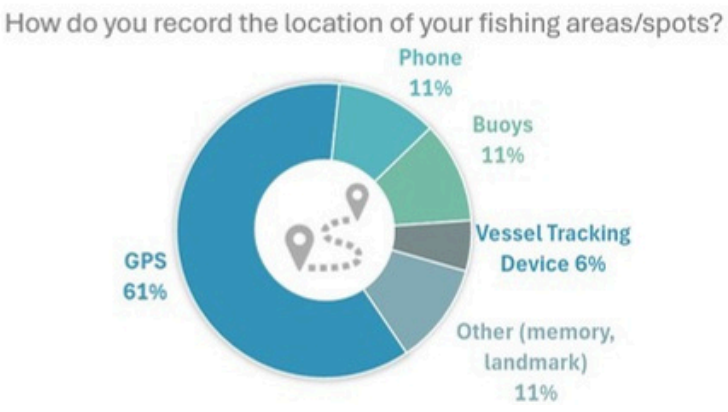 How do you record the location of your fishing areas/spots?
Phone
11%
Buoys
11%
Vessel Tracking
Device 6%
GPS
61%
Other (memory,
landmark)
11%